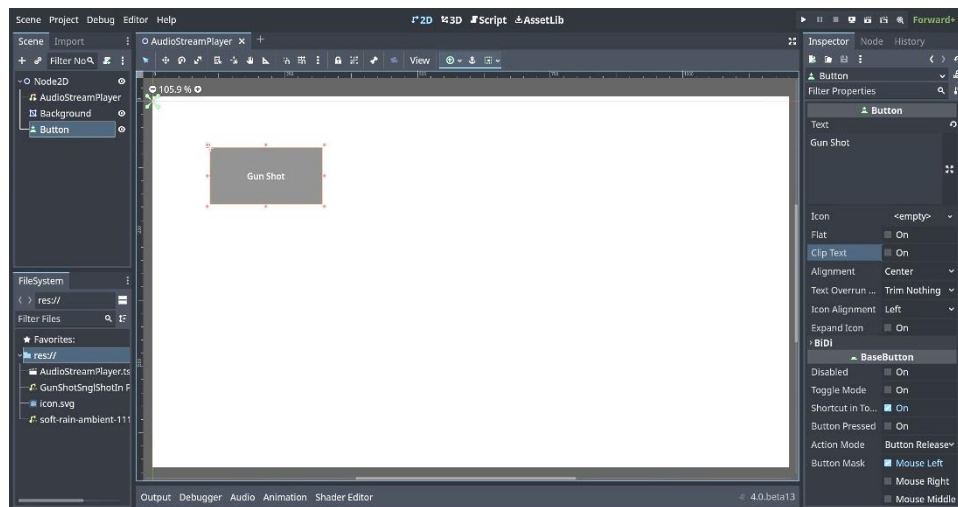 Scene Project Debug Editor Help
2D 3D Script AssetLib
Forward+
Scene Import
Filter No
Node2D
AudioStreamPlayer
Background
Button
FileSystem
res://
Filter Files
Favorites:
res://
AudioStreamPlayer.ts
GunShotSnglShotIn P
icon.svg
soft-rain-ambient-111
AudioStreamPlayer
View
105.9 %
Gun Shot
Output Debugger Audio Animation Shader Editor
4.0.beta13
Inspector Node History
Button
Filter Properties
Button
Text
Gun Shot
Icon <empty>
Flat On
Clip Text On
Alignment Center
Text Overrun ... Trim Nothing
Icon Alignment Left
Expand Icon On
BiDi
BaseButton
Disabled On
Toggle Mode On
Shortcut in To... On
Button Pressed On
Action Mode Button Release
Button Mask Mouse Left
Mouse Right
Mouse Middle